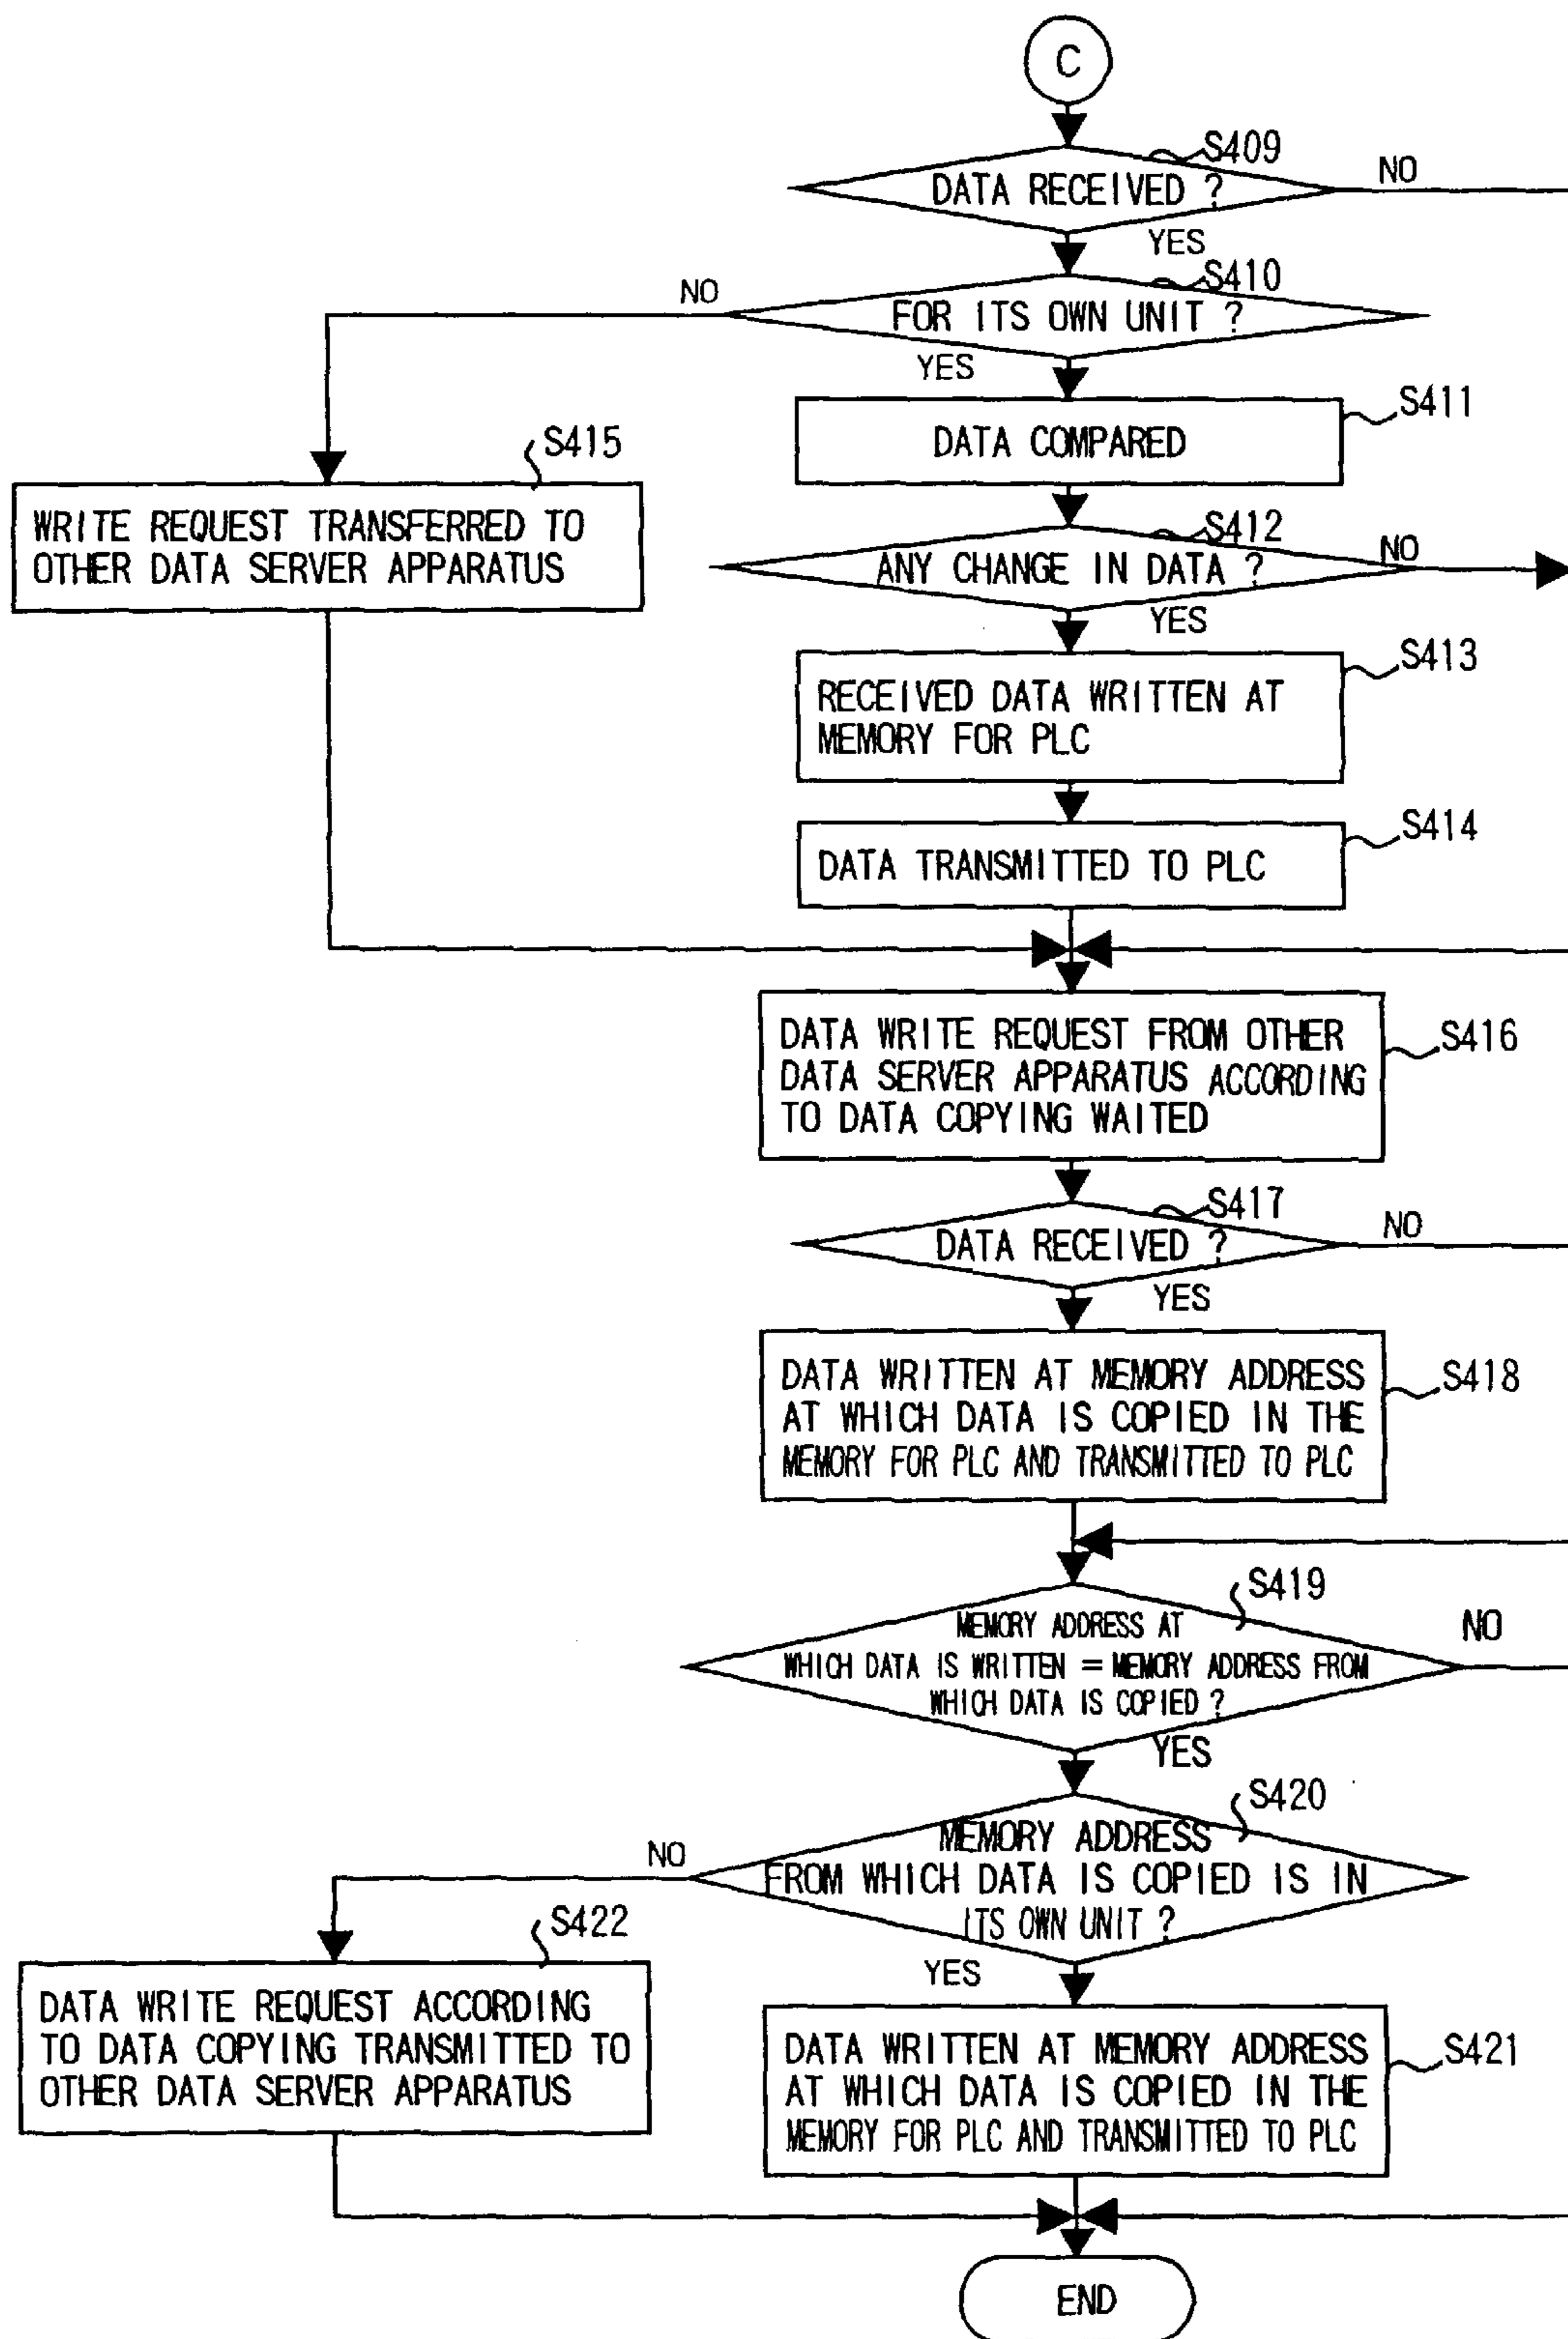 C
S409
DATA RECEIVED ?
NO
YES
S410
NO
FOR ITS OWN UNIT ?
YES
S411
DATA COMPARED
S415
WRITE REQUEST TRANSFERRED TO
OTHER DATA SERVER APPARATUS
S412
NO
ANY CHANGE IN DATA ?
YES
S413
RECEIVED DATA WRITTEN AT
MEMORY FOR PLC
S414
DATA TRANSMITTED TO PLC
S416
DATA WRITE REQUEST FROM OTHER
DATA SERVER APPARATUS ACCORDING
TO DATA COPYING WAITED
S417
NO
DATA RECEIVED ?
YES
S418
DATA WRITTEN AT MEMORY ADDRESS
AT WHICH DATA IS COPIED IN THE
MEMORY FOR PLC AND TRANSMITTED TO PLC
S419
NO
MEMORY ADDRESS AT
WHICH DATA IS WRITTEN = MEMORY ADDRESS FROM
WHICH DATA IS COPIED ?
YES
S420
NO
MEMORY ADDRESS
FROM WHICH DATA IS COPIED IS IN
ITS OWN UNIT ?
YES
S422
DATA WRITE REQUEST ACCORDING
TO DATA COPYING TRANSMITTED TO
OTHER DATA SERVER APPARATUS
S421
DATA WRITTEN AT MEMORY ADDRESS
AT WHICH DATA IS COPIED IN THE
MEMORY FOR PLC AND TRANSMITTED TO PLC
END